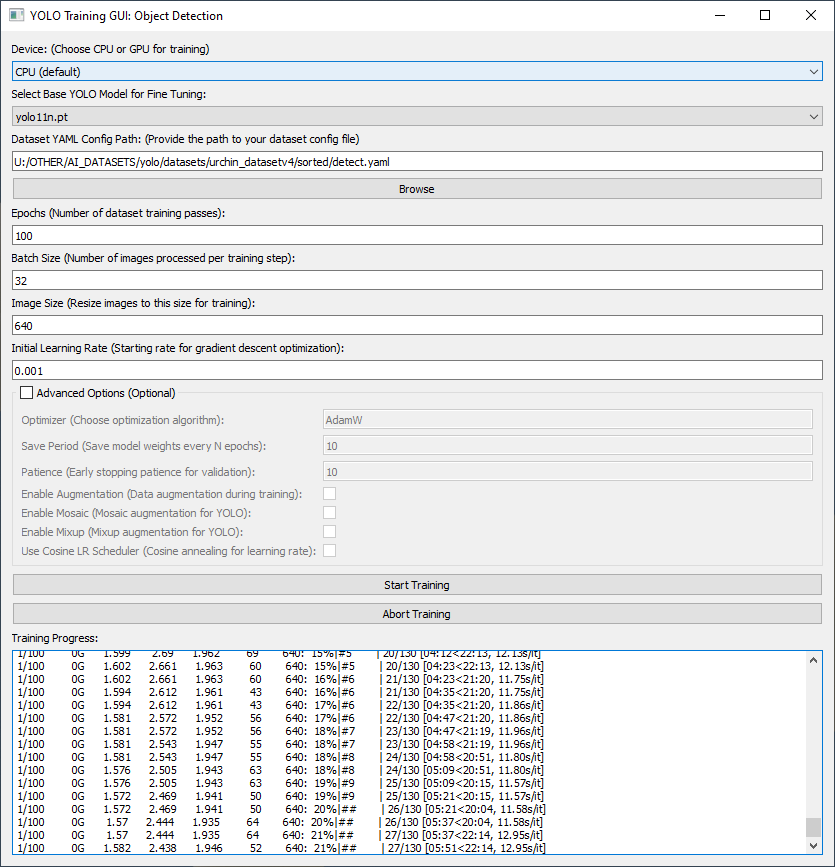 YOLO Training GUI: Object Detection
Device: (Choose CPU or GPU for training)
CPU (default)
Select Base YOLO Model for Fine Tuning:
yolo11n.pt
Dataset YAML Config Path: (Provide the path to your dataset config file)
U:/OTHER/AI_DATASETS/yolo/datasets/urchin_datasetv4/sorted/detect.yaml
Browse
Epochs (Number of dataset training passes):
100
Batch Size (Number of images processed per training step):
32
Image Size (Resize images to this size for training):
640
Initial Learning Rate (Starting rate for gradient descent optimization):
0.001
Advanced Options (Optional)
Optimizer (Choose optimization algorithm): AdamW
Save Period (Save model weights every N epochs): 10
Patience (Early stopping patience for validation): 10
Enable Augmentation (Data augmentation during training):
Enable Mosaic (Mosaic augmentation for YOLO):
Enable Mixup (Mixup augmentation for YOLO):
Use Cosine LR Scheduler (Cosine annealing for learning rate):
Start Training
Abort Training
Training Progress:
1/100 0G 1.599 2.69 1.962 69 640: 15%|#5 | 20/130 [04:12<22:13, 12.13s/it]
1/100 0G 1.602 2.661 1.963 60 640: 15%|#5 | 20/130 [04:23<22:13, 12.13s/it]
1/100 0G 1.602 2.661 1.963 60 640: 16%|#6 | 21/130 [04:23<21:20, 11.75s/it]
1/100 0G 1.594 2.612 1.961 43 640: 16%|#6 | 21/130 [04:35<21:20, 11.75s/it]
1/100 0G 1.594 2.612 1.961 43 640: 17%|#6 | 22/130 [04:35<21:20, 11.86s/it]
1/100 0G 1.581 2.572 1.952 56 640: 17%|#6 | 22/130 [04:47<21:20, 11.86s/it]
1/100 0G 1.581 2.572 1.952 56 640: 18%|#7 | 23/130 [04:47<21:19, 11.96s/it]
1/100 0G 1.581 2.543 1.947 55 640: 18%|#7 | 23/130 [04:58<21:19, 11.96s/it]
1/100 0G 1.581 2.543 1.947 55 640: 18%|#8 | 24/130 [04:58<20:51, 11.80s/it]
1/100 0G 1.576 2.505 1.943 63 640: 18%|#8 | 24/130 [05:09<20:51, 11.80s/it]
1/100 0G 1.576 2.505 1.943 63 640: 19%|#9 | 25/130 [05:09<20:15, 11.57s/it]
1/100 0G 1.572 2.469 1.941 50 640: 19%|#9 | 25/130 [05:21<20:15, 11.57s/it]
1/100 0G 1.572 2.469 1.941 50 640: 20%|## | 26/130 [05:21<20:04, 11.58s/it]
1/100 0G 1.57 2.444 1.935 64 640: 20%|## | 26/130 [05:37<20:04, 11.58s/it]
1/100 0G 1.57 2.444 1.935 64 640: 21%|## | 27/130 [05:37<22:14, 12.95s/it]
1/100 0G 1.582 2.438 1.946 52 640: 21%|## | 27/130 [05:51<22:14, 12.95s/it]